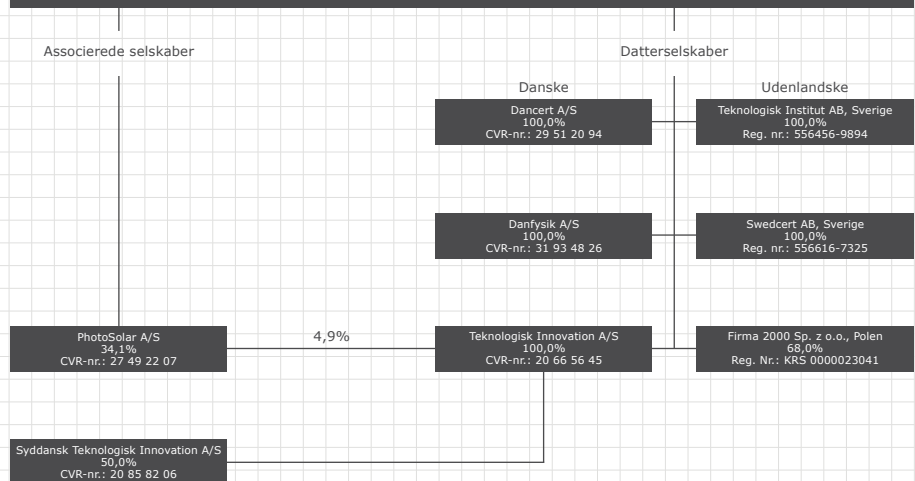 Associerede selskaber
Datterselskaber
Danske
Udenlandske
Dancert A/S
100,0%
CVR-nr.: 29 51 20 94
Teknologisk Institut AB, Sverige
100,0%
Reg. nr.: 556456-9894
Danfysik A/S
100,0%
CVR-nr.: 31 93 48 26
Swedcert AB, Sverige
100,0%
Reg. nr.: 556616-7325
PhotoSolar A/S
34,1%
CVR-nr.: 27 49 22 07
4,9%
Teknologisk Innovation A/S
100,0%
CVR-nr.: 20 66 56 45
Firma 2000 Sp. z o.o., Polen
68,0%
Reg. Nr.: KRS 0000023041
Syddansk Teknologisk Innovation A/S
50,0%
CVR-nr.: 20 85 82 06